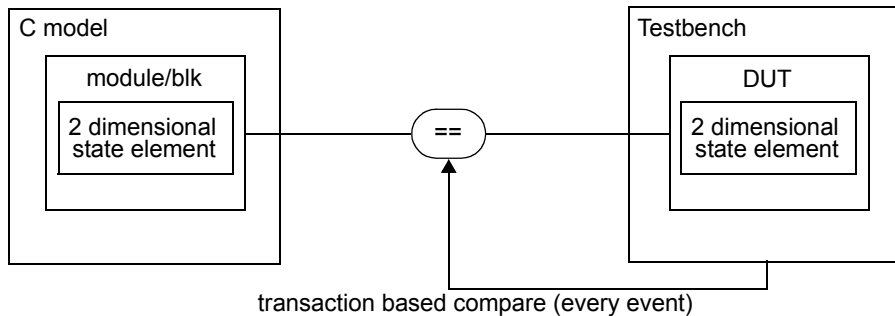 C model
module/blk
2 dimensional
state element
==
Testbench
DUT
2 dimensional
state element
transaction based compare (every event)